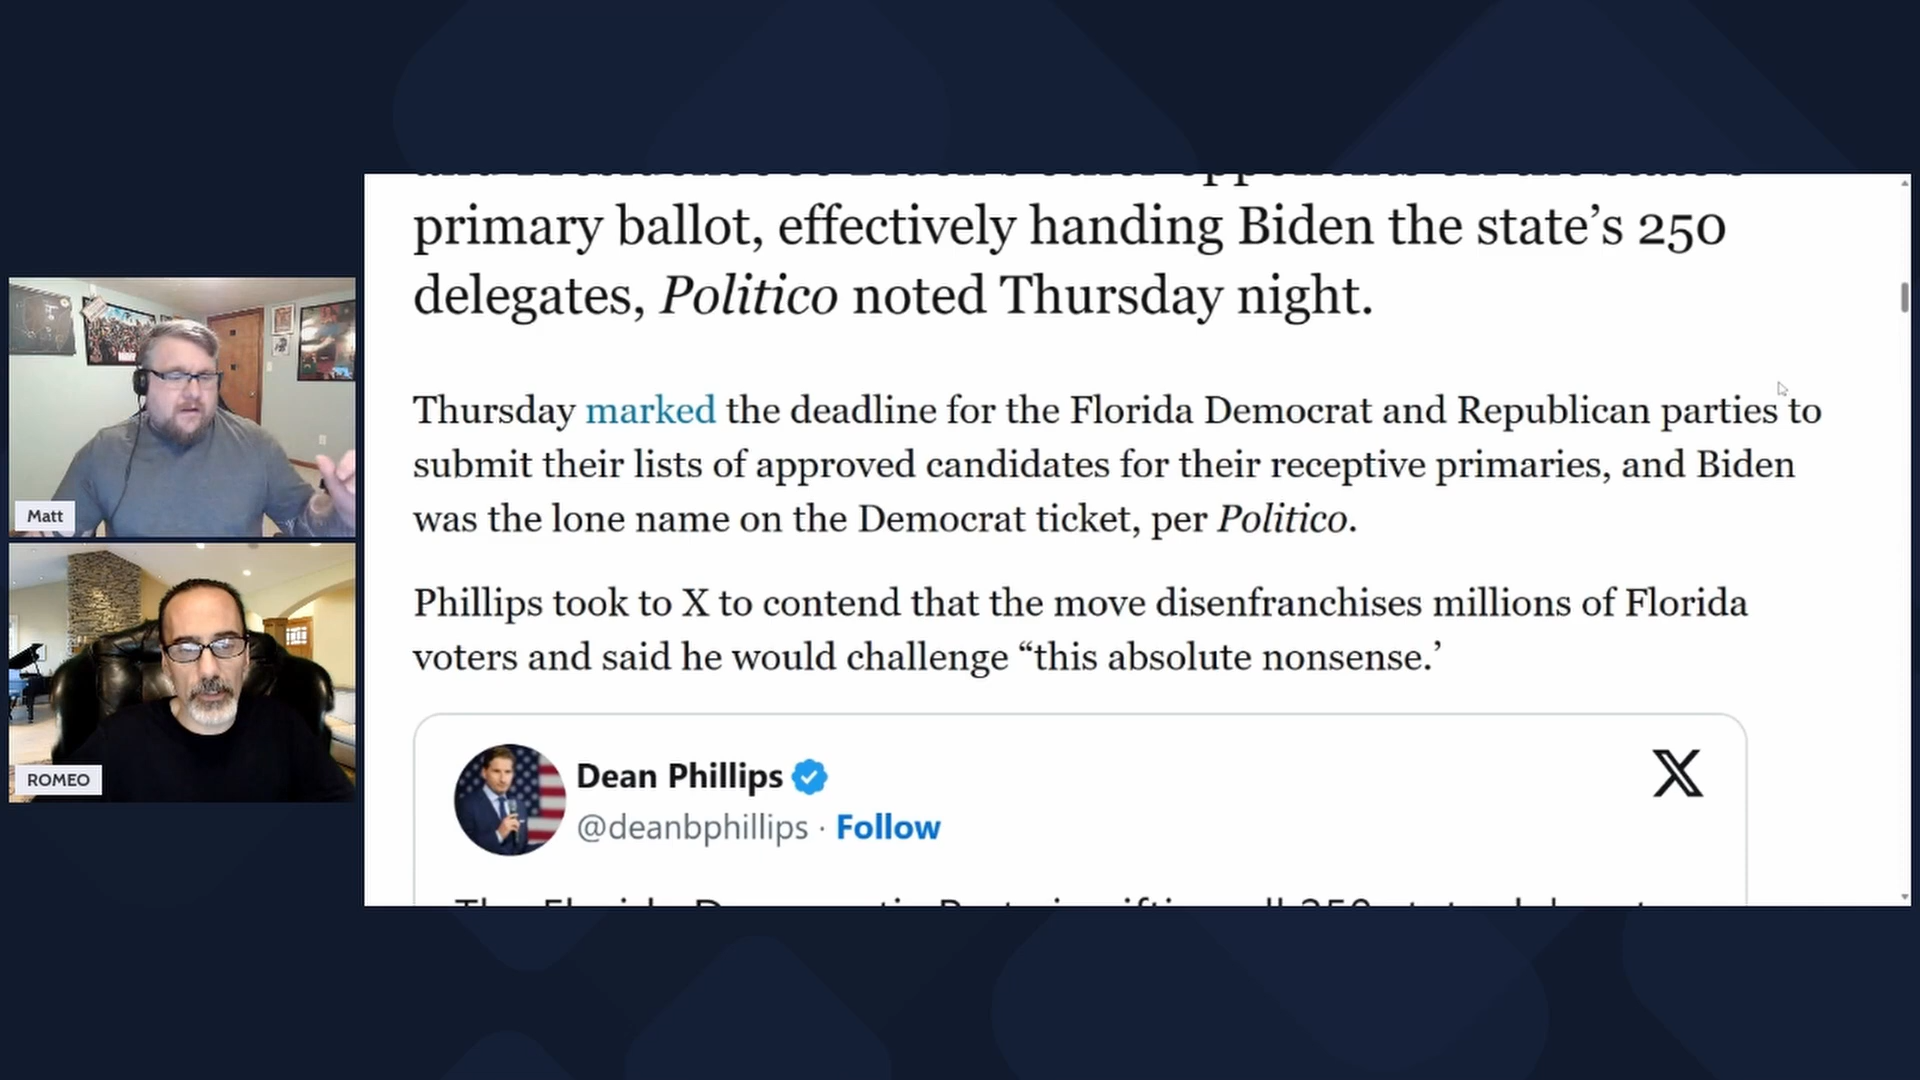 primary ballot, effectively handing Biden the state’s 250
delegates, Politico noted Thursday night.
Thursday marked the deadline for the Florida Democrat and Republican parties to
submit their lists of approved candidates for their receptive primaries, and Biden
was the lone name on the Democrat ticket, per Politico.
Phillips took to X to contend that the move disenfranchises millions of Florida
voters and said he would challenge “this absolute nonsense.’
Dean Phillips
@deanbphillips · Follow
Matt
ROMEO